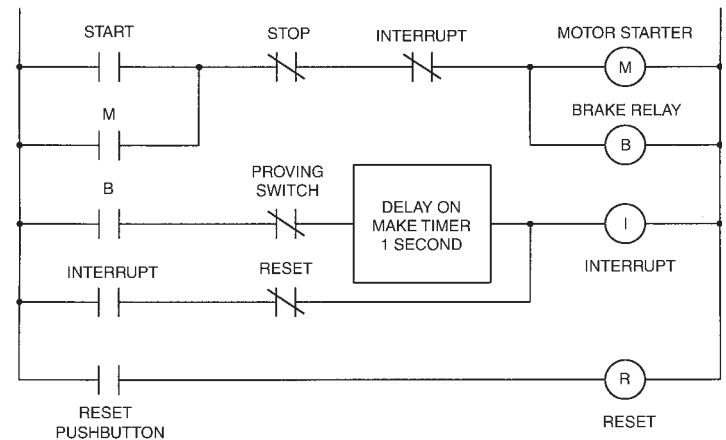 START
STOP
INTERRUPT
MOTOR STARTER
M
M
BRAKE RELAY
B
B
PROVING
SWITCH
DELAY ON
MAKE TIMER
1 SECOND
I
INTERRUPT
INTERRUPT
RESET
R
RESET
PUSHBUTTON
RESET